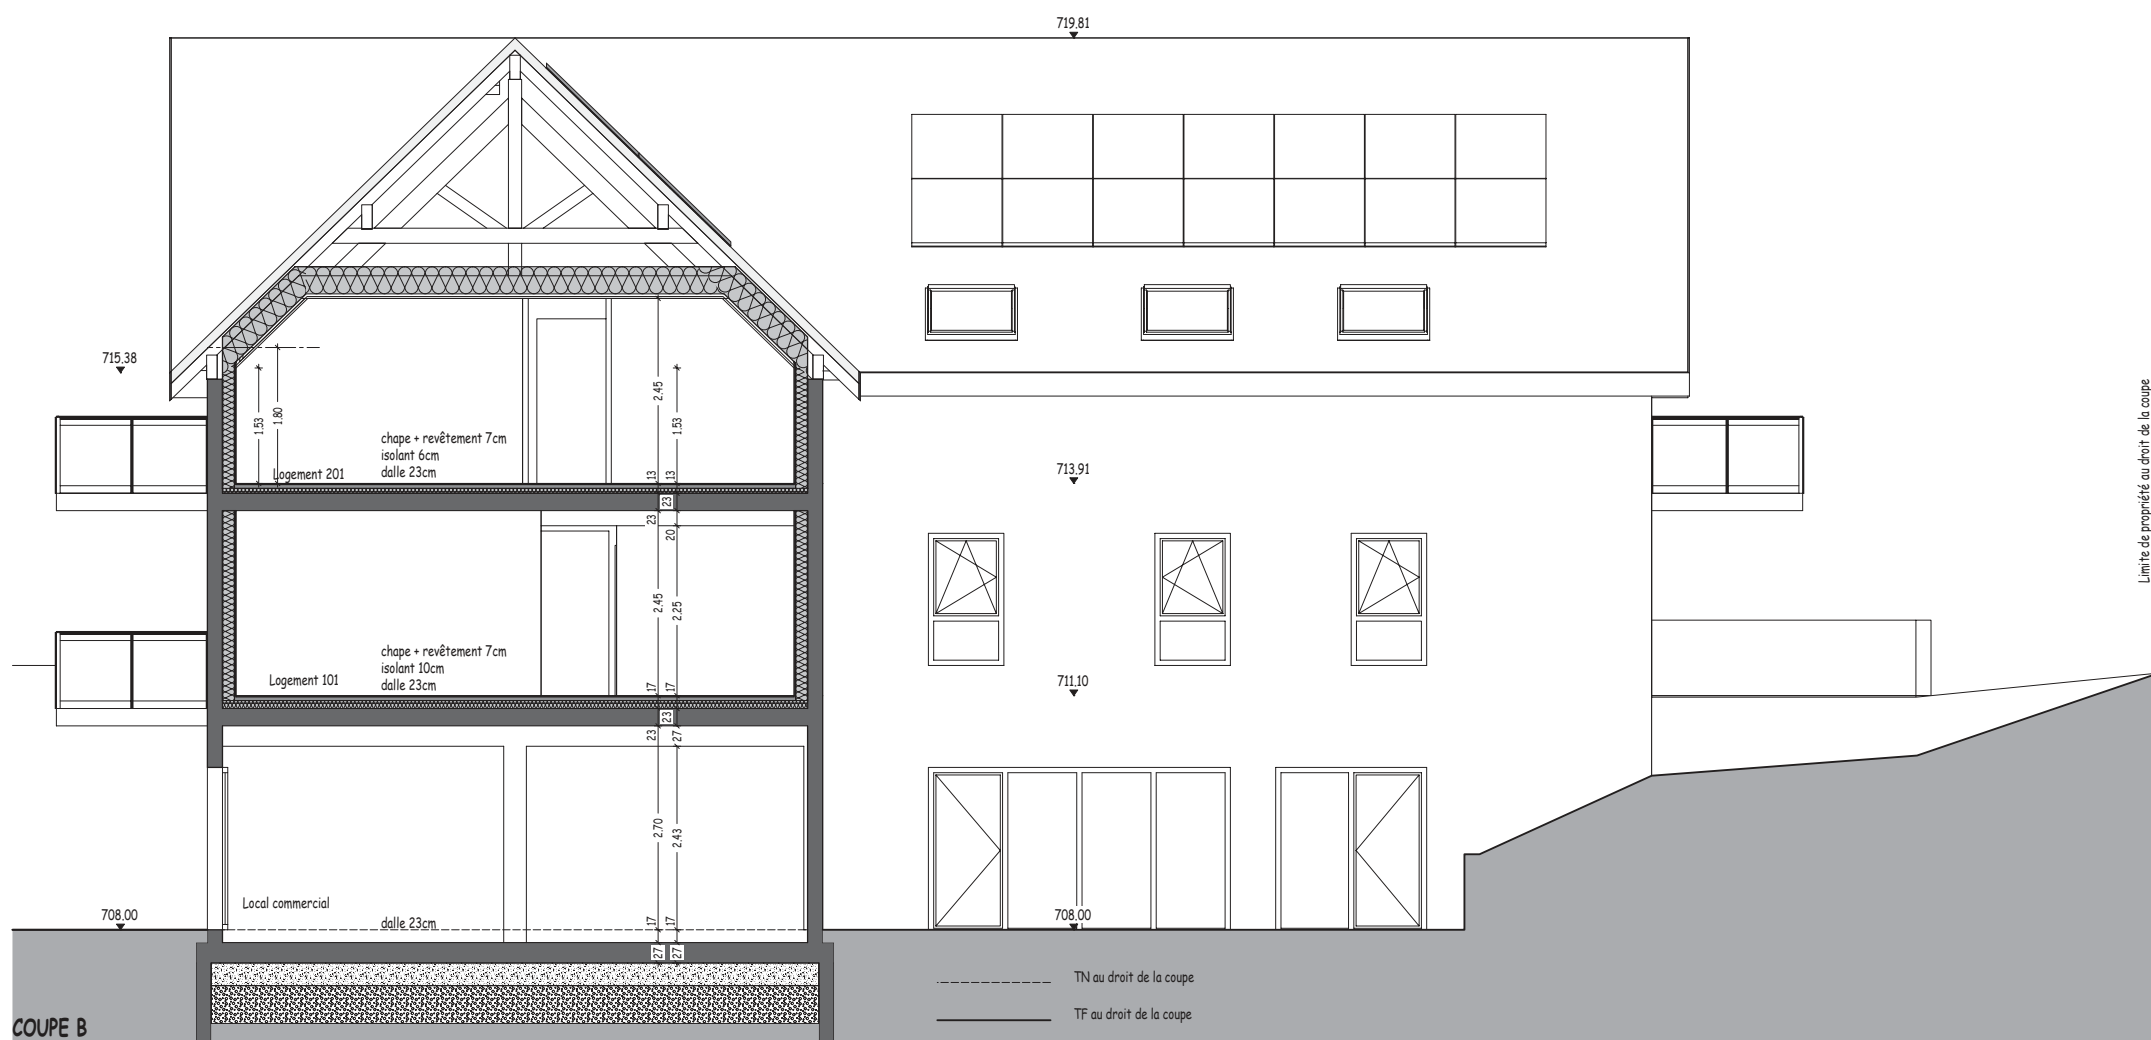 719.81
715.38
2.45
1.53
1.80
1.53
chape + revêtement 7cm
isolant 6cm
dalle 23cm
Logement 201
13
13
713.91
23
23
20
2.45
2.25
chape + revêtement 7cm
isolant 10cm
dalle 23cm
Logement 101
17
17
711.10
23
23
27
2.70
2.43
Local commercial
dalle 23cm
17
17
708.00
708.00
27
27
TN au droit de la coupe
TF au droit de la coupe
COUPE B
Limite de propriété au droit de la coupe